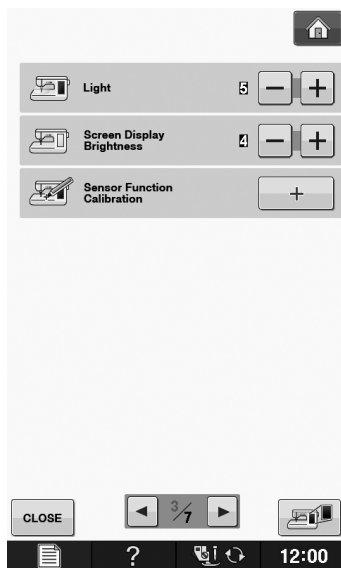 Light 5 − +
Screen Display
Brightness 4 − +
Sensor Function
Calibration +
CLOSE 3/7
? 12:00